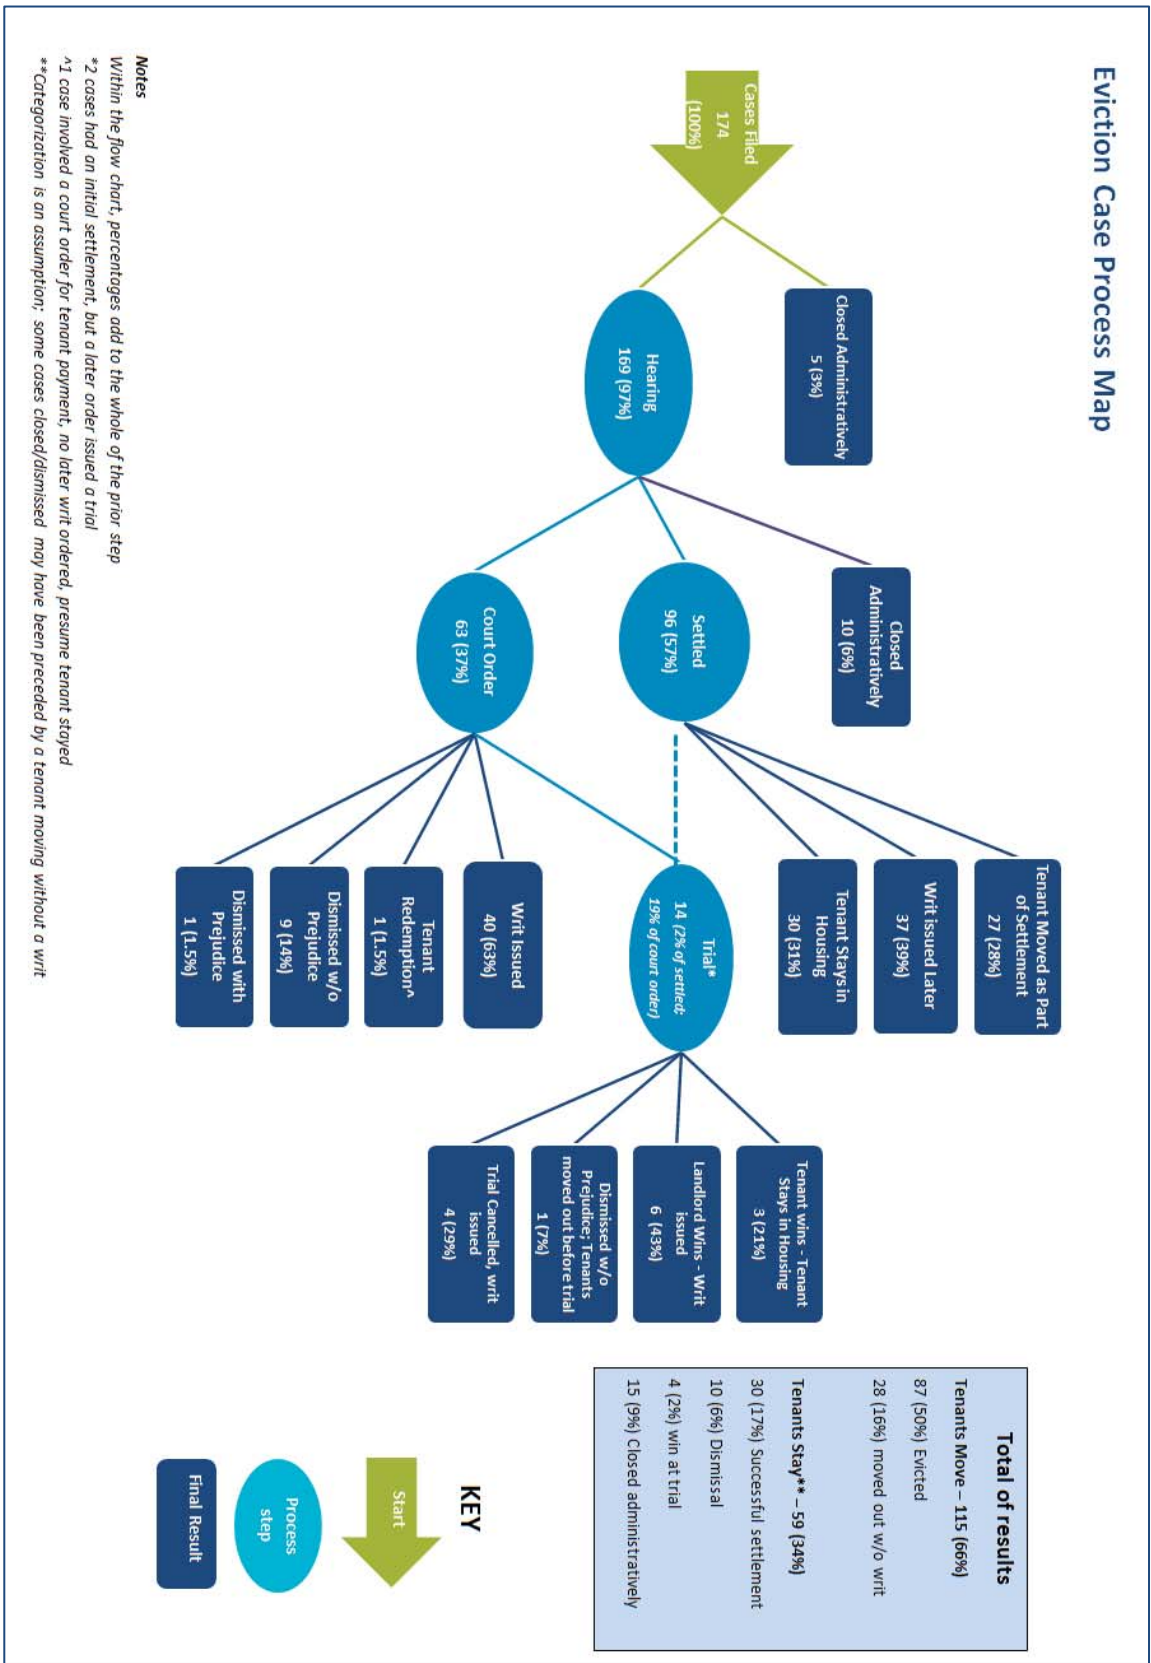 Eviction Case Process Map
Cases Filed
174
(100%)
Closed Administratively
5 (3%)
Hearing
169 (97%)
Closed
Administratively
10 (6%)
Settled
96 (57%)
Court Order
63 (37%)
Tenant Moved as Part
of Settlement
27 (28%)
Writ issued Later
37 (39%)
Tenant Stays in
Housing
30 (31%)
Trial*
14 (2% of settled;
19% of court order)
Writ Issued
40 (63%)
Tenant
Redemption^
1 (1.5%)
Dismissed w/o
Prejudice
9 (14%)
Dismissed with
Prejudice
1 (1.5%)
Tenant wins - Tenant
Stays in Housing
3 (21%)
Landlord Wins - Writ
issued
6 (43%)
Dismissed w/o
Prejudice; Tenants
moved out before trial
1 (7%)
Trial Cancelled, writ
issued
4 (29%)
Total of results
Tenants Move – 115 (66%)
87 (50%) Evicted
28 (16%) moved out w/o writ
Tenants Stay** – 59 (34%)
30 (17%) Successful settlement
10 (6%) Dismissal
4 (2%) win at trial
15 (9%) Closed administratively
KEY
Start
Process
step
Final Result
Notes
Within the flow chart, percentages add to the whole of the prior step
*2 cases had an initial settlement, but a later order issued a trial
^1 case involved a court order for tenant payment, no later writ ordered, presume tenant stayed
**Categorization is an assumption; some cases closed/dismissed may have been preceded by a tenant moving without a writ